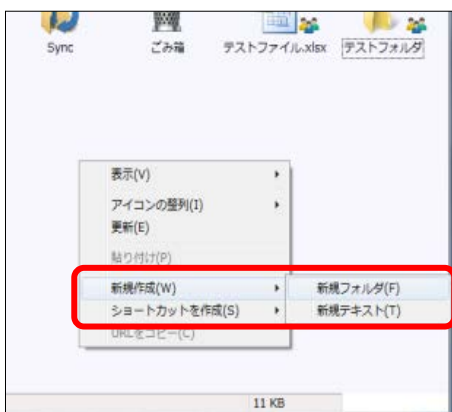 Sync ごみ箱 テストファイル.xlsx テストフォルダ
表示(V)
アイコンの整列(I)
更新(E)
貼り付け(P)
新規作成(W) 新規フォルダ(F)
ショートカットを作成(S) 新規テキスト(T)
URLをコピー(C)
11 KB